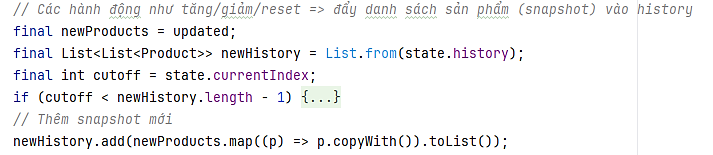 // Các hành động như tăng/giảm/reset => đẩy danh sách sản phẩm (snapshot) vào history
final newProducts = updated;
final List<List<Product>> newHistory = List.from(state.history);
final int cutoff = state.currentIndex;
if (cutoff < newHistory.length - 1) {...}
// Thêm snapshot mới
newHistory.add(newProducts.map((p) => p.copyWith()).toList());